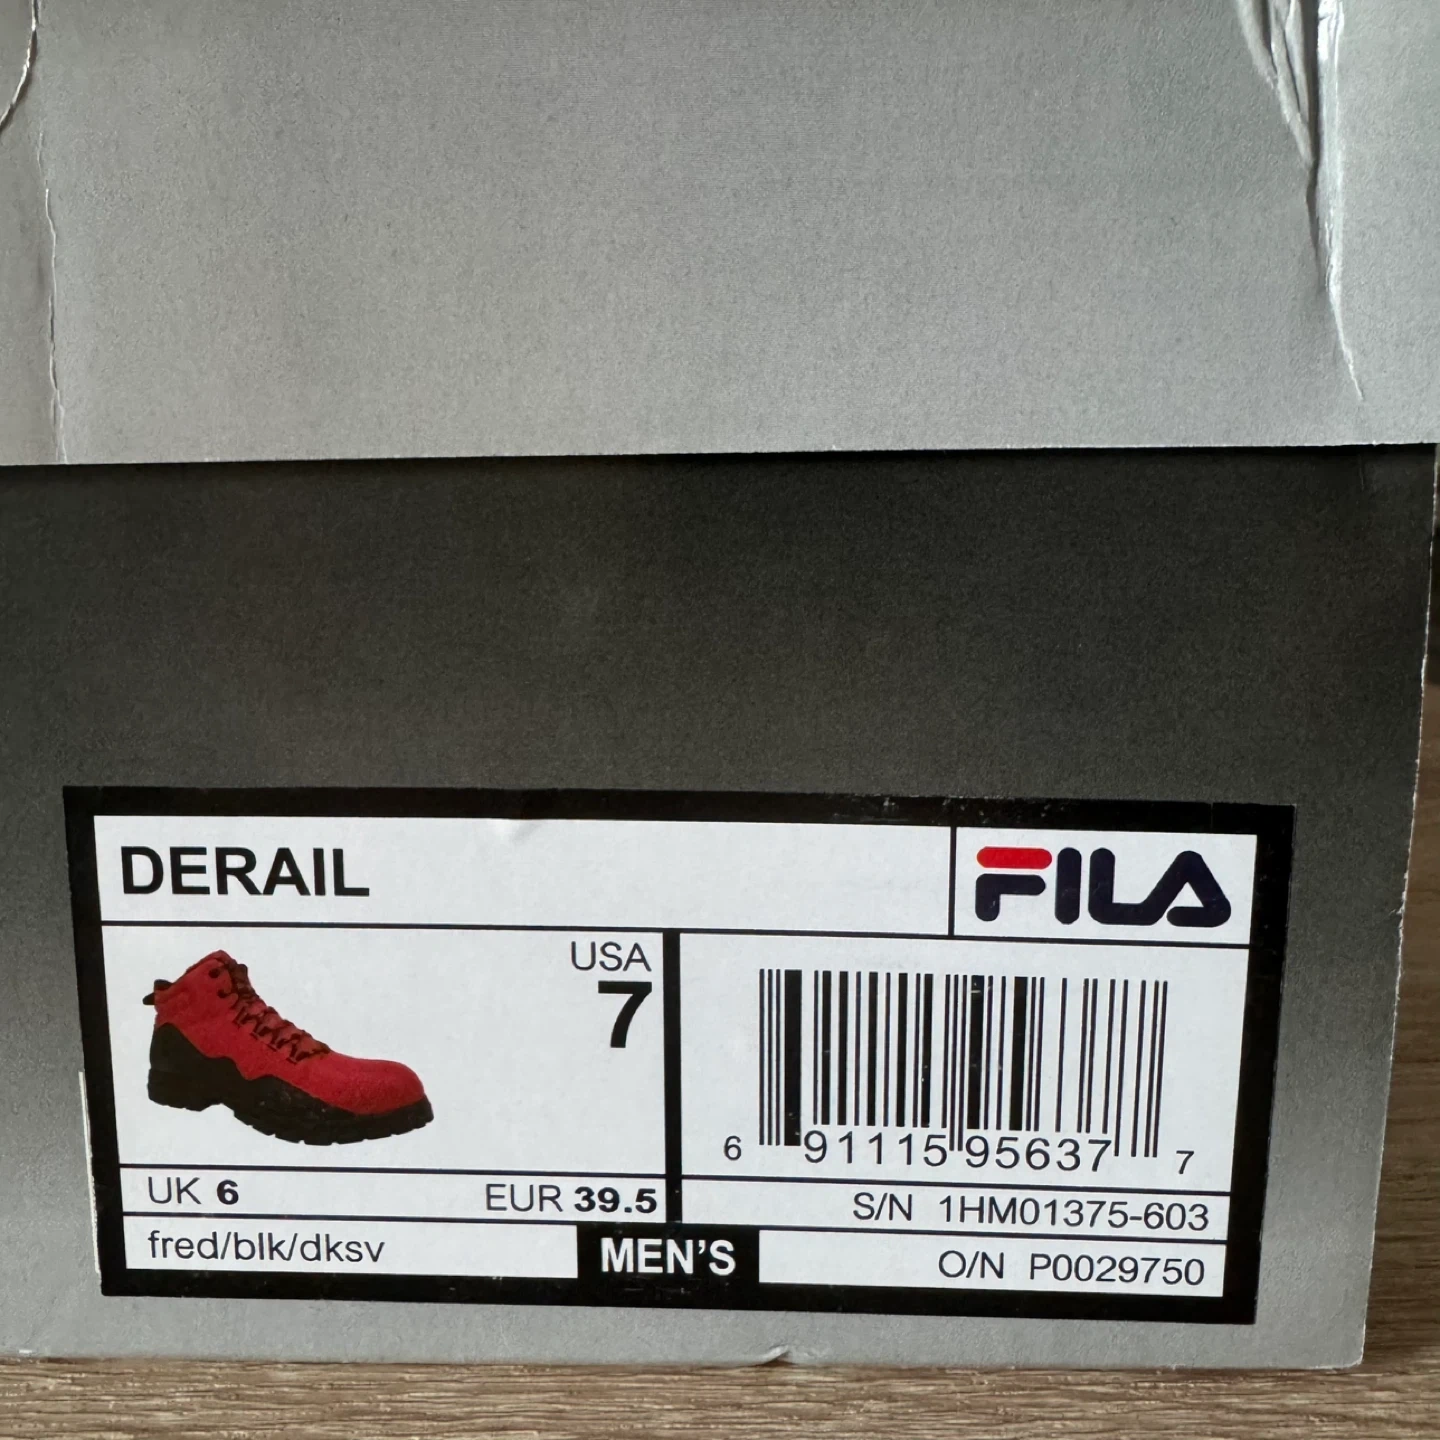 DERAIL
FILA
USA
7
6 91115 95637 7
UK 6
EUR 39.5
S/N 1HM01375-603
fred/blk/dksv
MEN'S
O/N P0029750